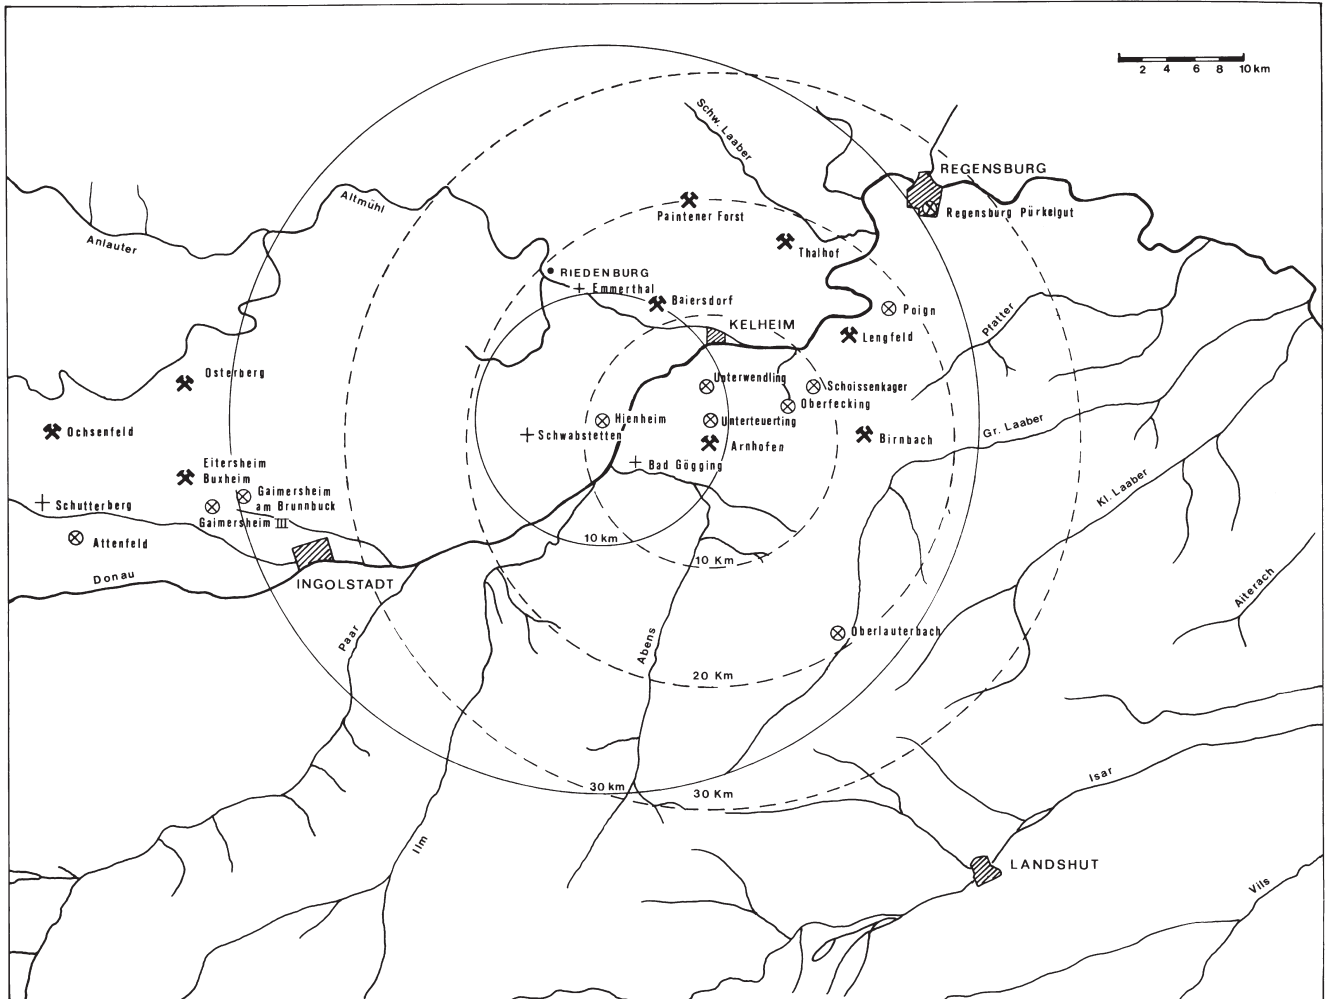 2 4 6 8 10 km
Schw. Laaber
REGENSBURG
Altmühl
Paintener Forst
Regensburg Pürkelgut
Anlauter
Thalhof
RIEDENBURG
Emmerthal
Baiersdorf
Poign
Pfatter
KELHEIM
Lengfeld
Osterberg
Unterwendling
Schoissenkager
Oberfecking
Ochsenfeld
Hienheim
Unterteuerting
Gr. Laaber
Schwabstetten
Arnhofen
Birnbach
Eitersheim
Buxheim
Bad Gögging
Kl. Laaber
Gaimersheim
am Brunnbuck
Schutterberg
Gaimersheim III
Attenfeld
10 km
10 Km
Donau
INGOLSTADT
Aiterach
Paar
Abens
Oberlauterbach
20 Km
Isar
30 km
30 Km
Ilm
LANDSHUT
Vils